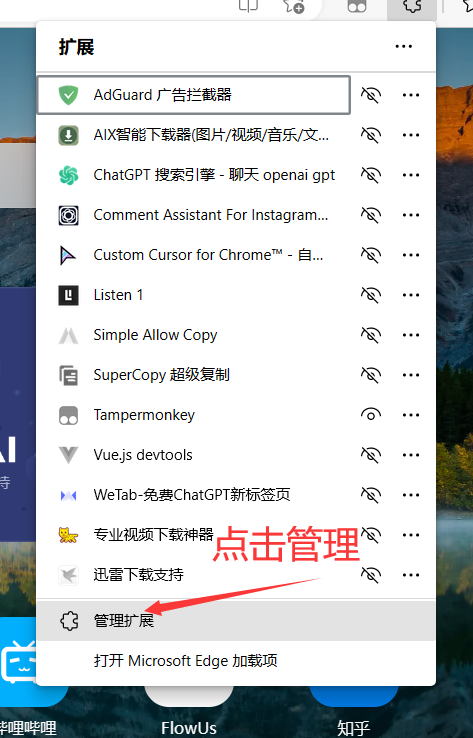 扩展
AdGuard 广告拦截器
AIX智能下载器(图片/视频/音乐/文...
ChatGPT 搜索引擎 - 聊天 openai gpt
Comment Assistant For Instagram...
Custom Cursor for Chrome™ - 自...
Listen 1
Simple Allow Copy
SuperCopy 超级复制
Tampermonkey
Vue.js devtools
AI
持
WeTab-免费ChatGPT新标签页
专业视频下载神器
点击管理
迅雷下载支持
管理扩展
打开 Microsoft Edge 加载项
哔哩哔哩
FlowUs
知乎